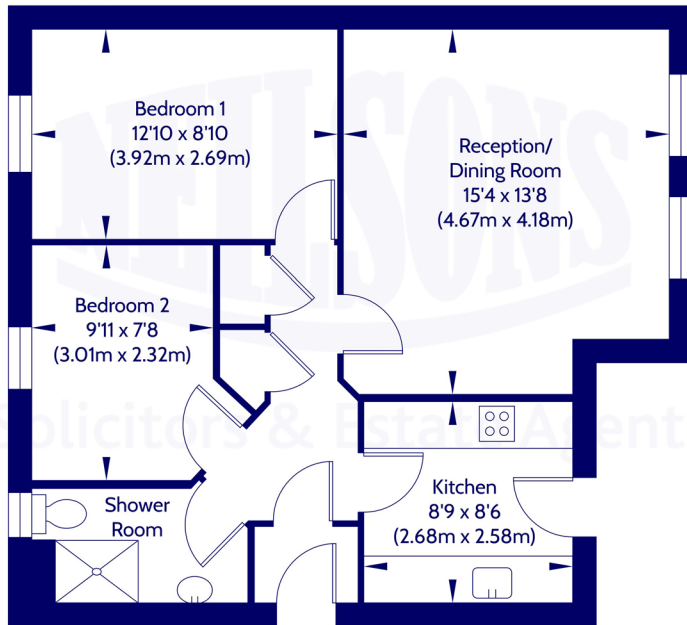 NEILSONS
Solicitors & Estate Agent
Bedroom 1
12'10 x 8'10
(3.92m x 2.69m)
Reception/
Dining Room
15'4 x 13'8
(4.67m x 4.18m)
Bedroom 2
9'11 x 7'8
(3.01m x 2.32m)
Shower
Room
Kitchen
8'9 x 8'6
(2.68m x 2.58m)